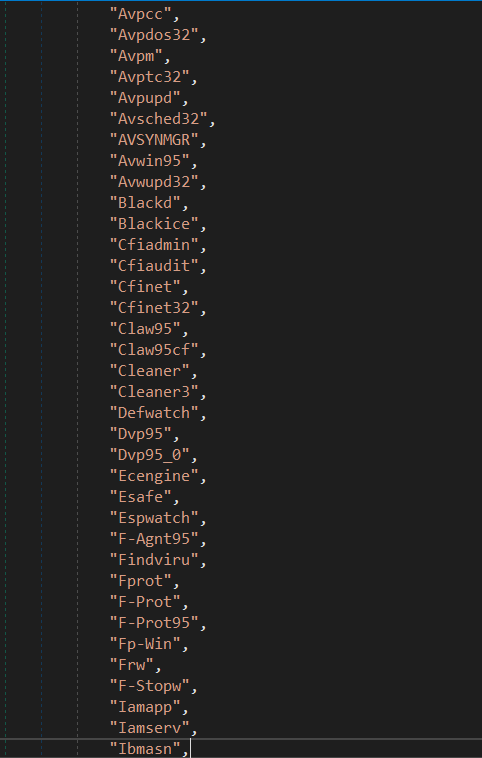 "Avpcc",
"Avpdos32",
"Avpm",
"Avptc32",
"Avpupd",
"Avsched32",
"AVSYNMGR",
"Avwin95",
"Avwupd32",
"Blackd",
"Blackice",
"Cfiadmin",
"Cfiaudit",
"Cfinet",
"Cfinet32",
"Claw95",
"Claw95cf",
"Cleaner",
"Cleaner3",
"Defwatch",
"Dvp95",
"Dvp95_0",
"Ecengine",
"Esafe",
"Espwatch",
"F-Agnt95",
"Findviru",
"Fprot",
"F-Prot",
"F-Prot95",
"Fp-Win",
"Frw",
"F-Stopw",
"Iamapp",
"Iamserv",
"Ibmasn",